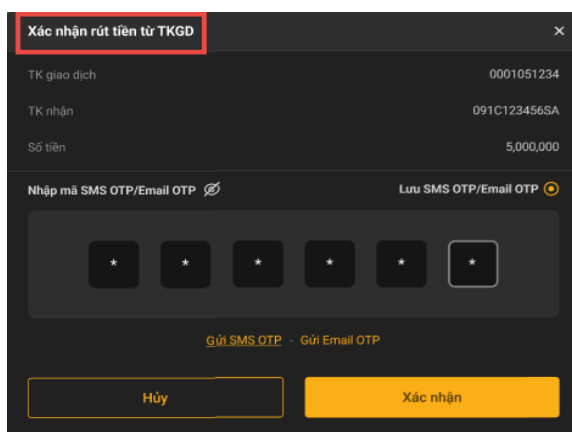 Xác nhận rút tiền từ TKGD ×
TK giao dịch 0001051234
TK nhận 091C123456SA
Số tiền 5,000,000
Nhập mã SMS OTP/Email OTP Lưu SMS OTP/Email OTP
* * * * * *
Gửi SMS OTP - Gửi Email OTP
Hủy Xác nhận